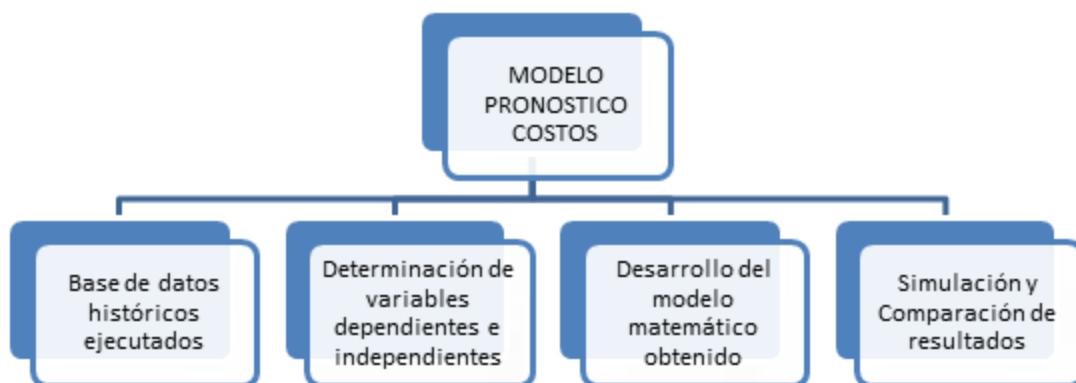 MODELO
PRONOSTICO
COSTOS
Base de datos
históricos
ejecutados
Determinación de
variables
dependientes e
independientes
Desarrollo del
modelo
matemático
obtenido
Simulación y
Comparación de
resultados